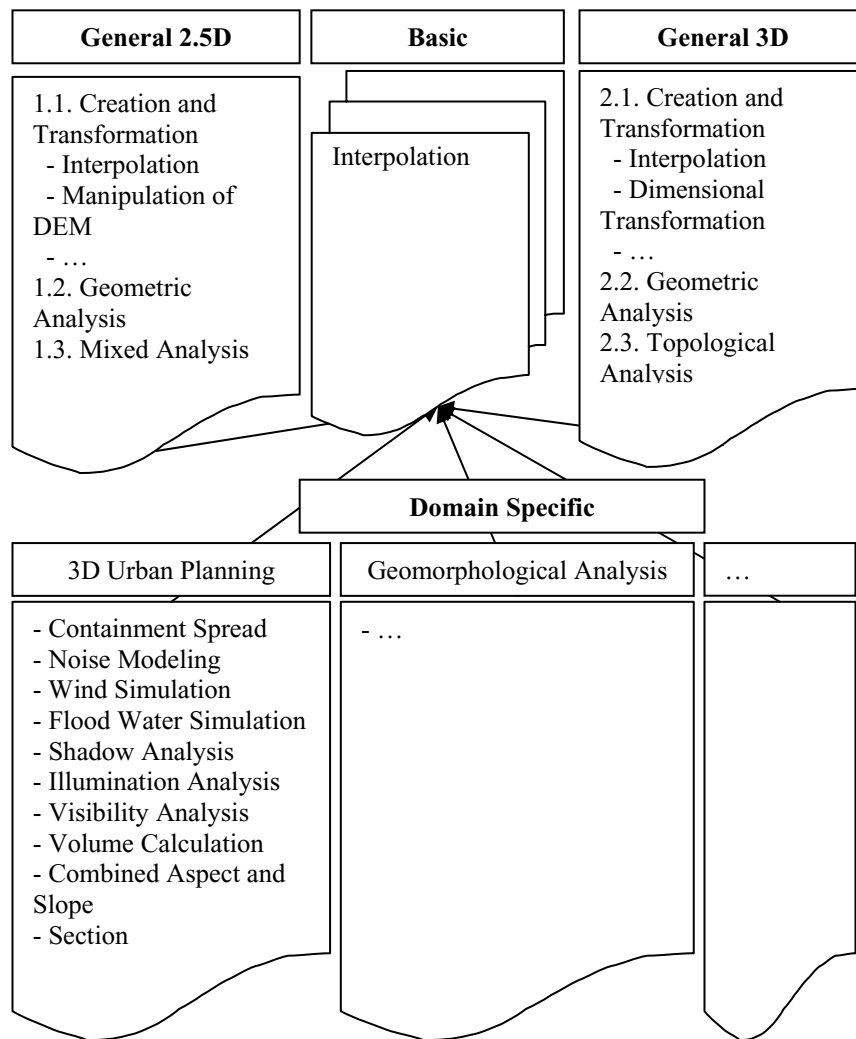 General 2.5D
Basic
General 3D
1.1. Creation and
Transformation
- Interpolation
- Manipulation of
DEM
- …
1.2. Geometric
Analysis
1.3. Mixed Analysis
Interpolation
2.1. Creation and
Transformation
- Interpolation
- Dimensional
Transformation
- …
2.2. Geometric
Analysis
2.3. Topological
Analysis
Domain Specific
3D Urban Planning
Geomorphological Analysis
…
- Containment Spread
- Noise Modeling
- Wind Simulation
- Flood Water Simulation
- Shadow Analysis
- Illumination Analysis
- Visibility Analysis
- Volume Calculation
- Combined Aspect and
Slope
- Section
- …